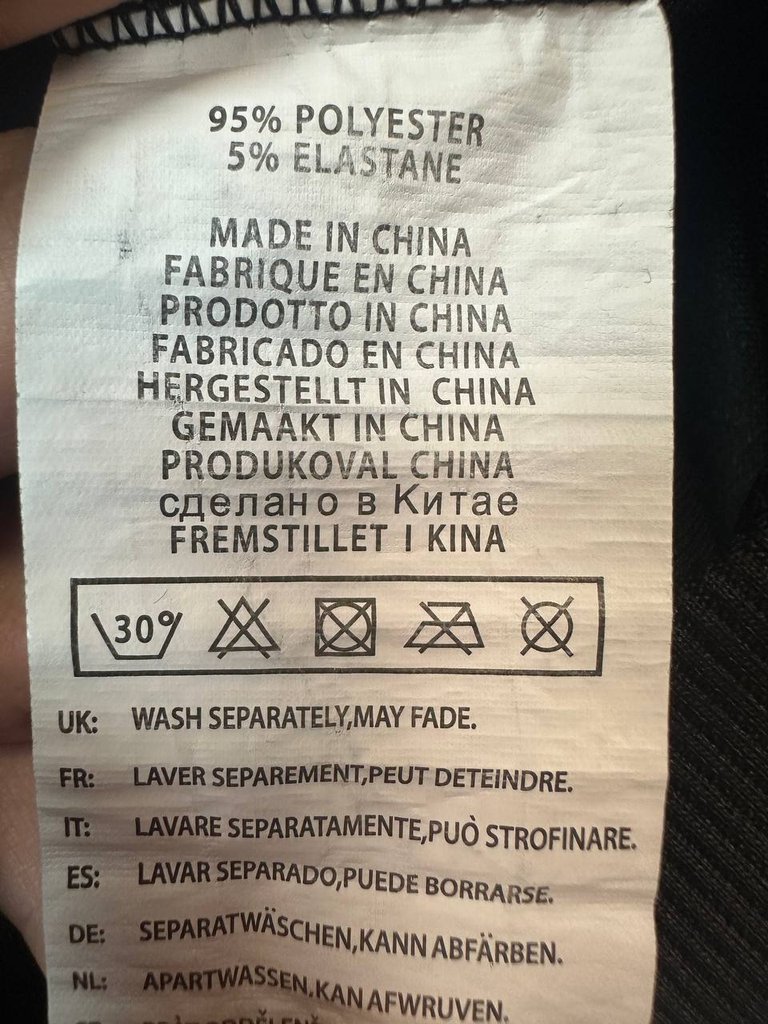 95% POLYESTER
5% ELASTANE
MADE IN CHINA
FABRIQUE EN CHINA
PRODOTTO IN CHINA
FABRICADO EN CHINA
HERGESTELLT IN CHINA
GEMAAKT IN CHINA
PRODUKOVAL CHINA
сделано в Китае
FREMSTILLET I KINA
30°
UK: WASH SEPARATELY,MAY FADE.
FR: LAVER SEPAREMENT,PEUT DETEINDRE.
IT: LAVARE SEPARATAMENTE,PUÒ STROFINARE.
ES: LAVAR SEPARADO,PUEDE BORRARSE.
DE: SEPARATWÄSCHEN,KANN ABFÄRBEN.
NL: APARTWASSEN,KAN AFWRUVEN.